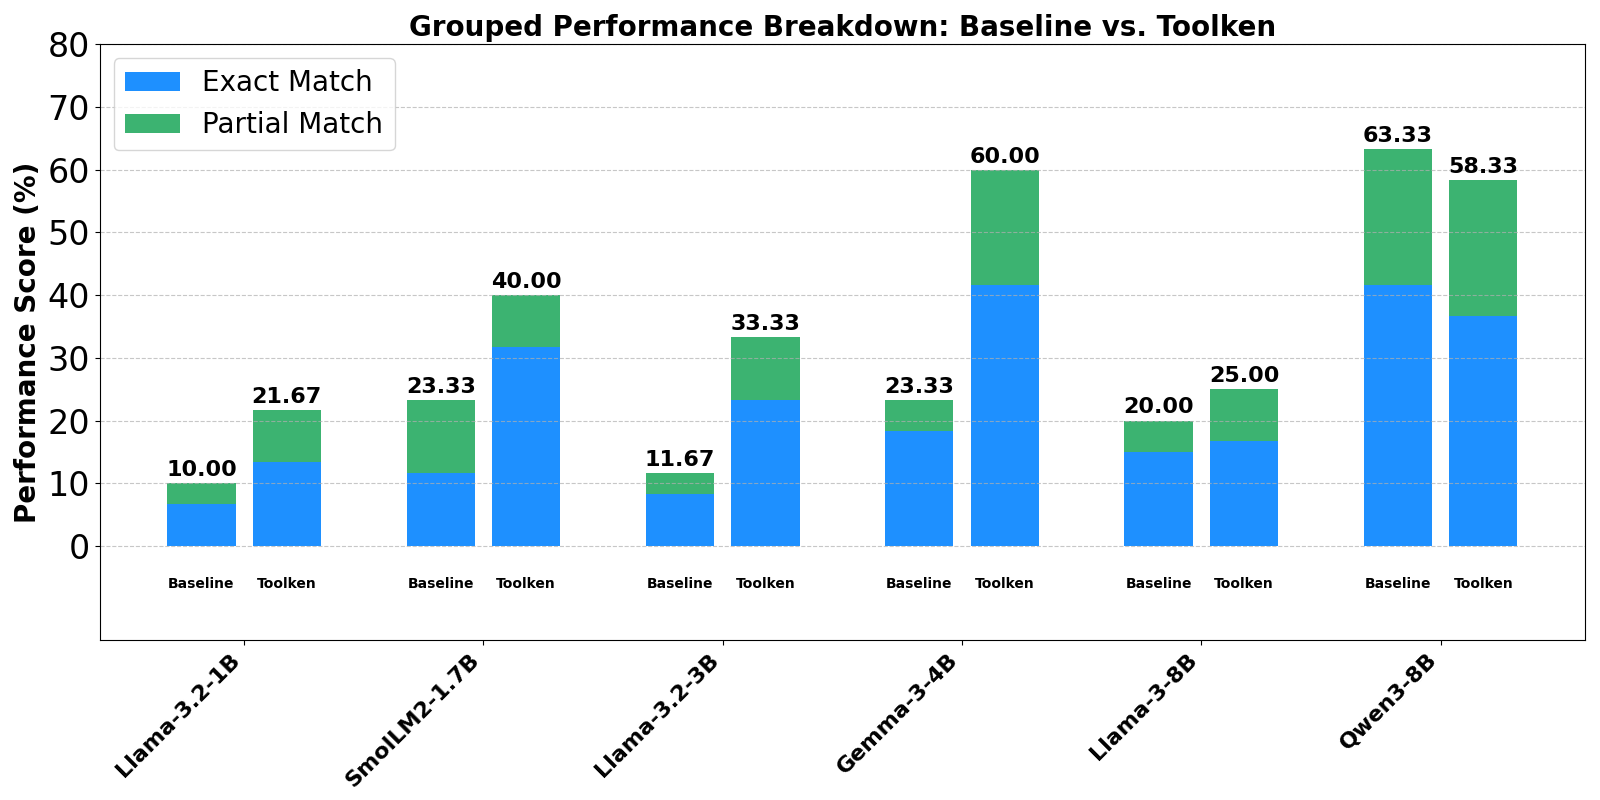 Grouped Performance Breakdown: Baseline vs. Toolken
Exact Match
Partial Match
Performance Score (%)
80
70
60
50
40
30
20
10
0
10.00
21.67
23.33
40.00
11.67
33.33
23.33
60.00
20.00
25.00
63.33
58.33
Baseline Toolken Baseline Toolken Baseline Toolken Baseline Toolken Baseline Toolken Baseline Toolken
Llama-3.2-1B
SmolLM2-1.7B
Llama-3.2-3B
Gemma-3-4B
Llama-3-8B
Qwen3-8B